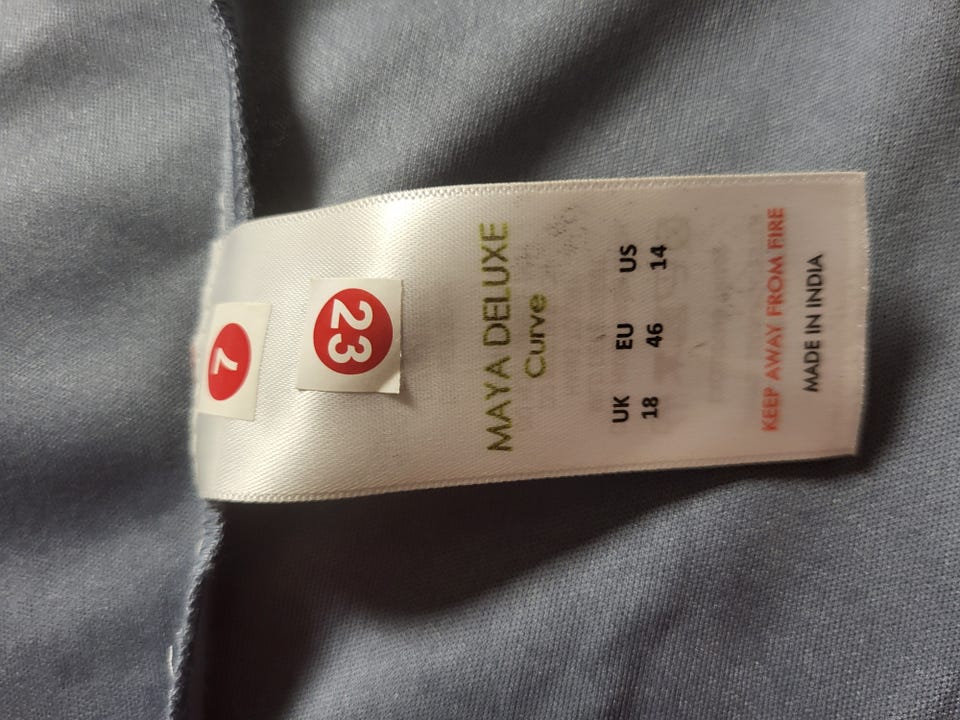 7
23
MAYA DELUXE
Curve
UK EU US
18 46 14
KEEP AWAY FROM FIRE
MADE IN INDIA